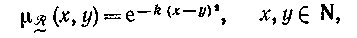 μ_R̰ (x, y) = e^{−k (x−y)²}, x, y ∈ N,